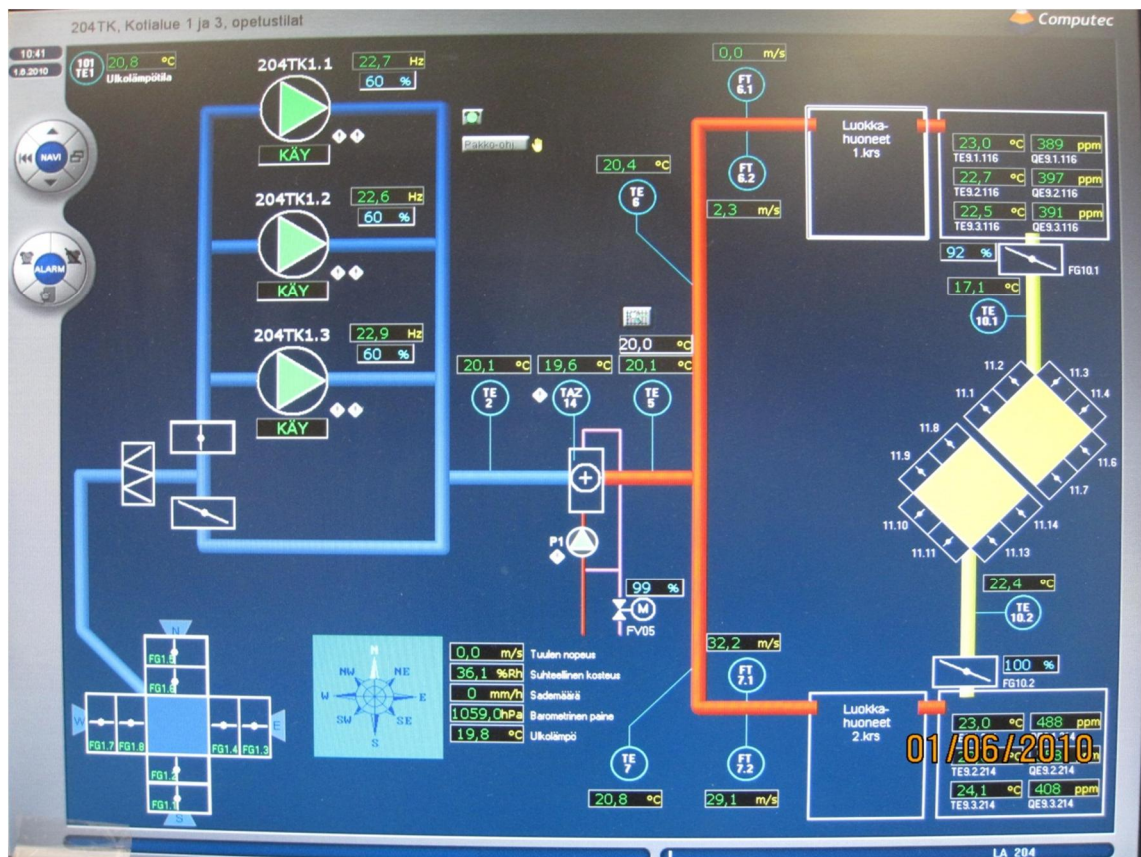 204TK, Kotialue 1 ja 3, opetustilat
Computec
10:41
1.6.2010
101
TE1
20,8 °C
Ulkolämpötila
NAVI
ALARM
204TK1.1
22,7 Hz
60 %
KÄY
204TK1.2
22,6 Hz
60 %
KÄY
204TK1.3
22,9 Hz
60 %
KÄY
Pakko-ohj
0,0 m/s
FT
6.1
20,4 °C
TE
6
FT
6.2
2,3 m/s
Luokka-
huoneet
1.krs
23,0 °C 389 ppm
TE9.1.116 QE9.1.116
22,7 °C 397 ppm
TE9.2.116 QE9.2.116
22,5 °C 391 ppm
TE9.3.116 QE9.3.116
92 %
FG10.1
17,1 °C
TE
10.1
20,0 °C
20,1 °C 19,6 °C 20,1 °C
TE
2
TAZ
14
TE
5
11.2 11.3
11.1 11.4
11.8
11.9 11.6
11.7
11.10 11.14
11.11 11.13
P1
99 %
M
FV05
22,4 °C
TE
10.2
100 %
FG10.2
N
FG1.5
FG1.6
W
FG1.7 FG1.8 FG1.4 FG1.3
E
FG1.2
FG1.1
S
N
NW NE
W E
SW SE
S
0,0 m/s Tuulen nopeus
36,1 %Rh Suhteellinen kosteus
0 mm/h Sademäärä
1059,0hPa Barometrinen paine
19,8 °C Ulkolämpö
32,2 m/s
FT
7.1
TE
7
20,8 °C
FT
7.2
29,1 m/s
Luokka-
huoneet
2.krs
23,0 °C 488 ppm
01/06/2010
TE9.2.214 QE9.2.214
24,1 °C 408 ppm
TE9.3.214 QE9.3.214
LA 204